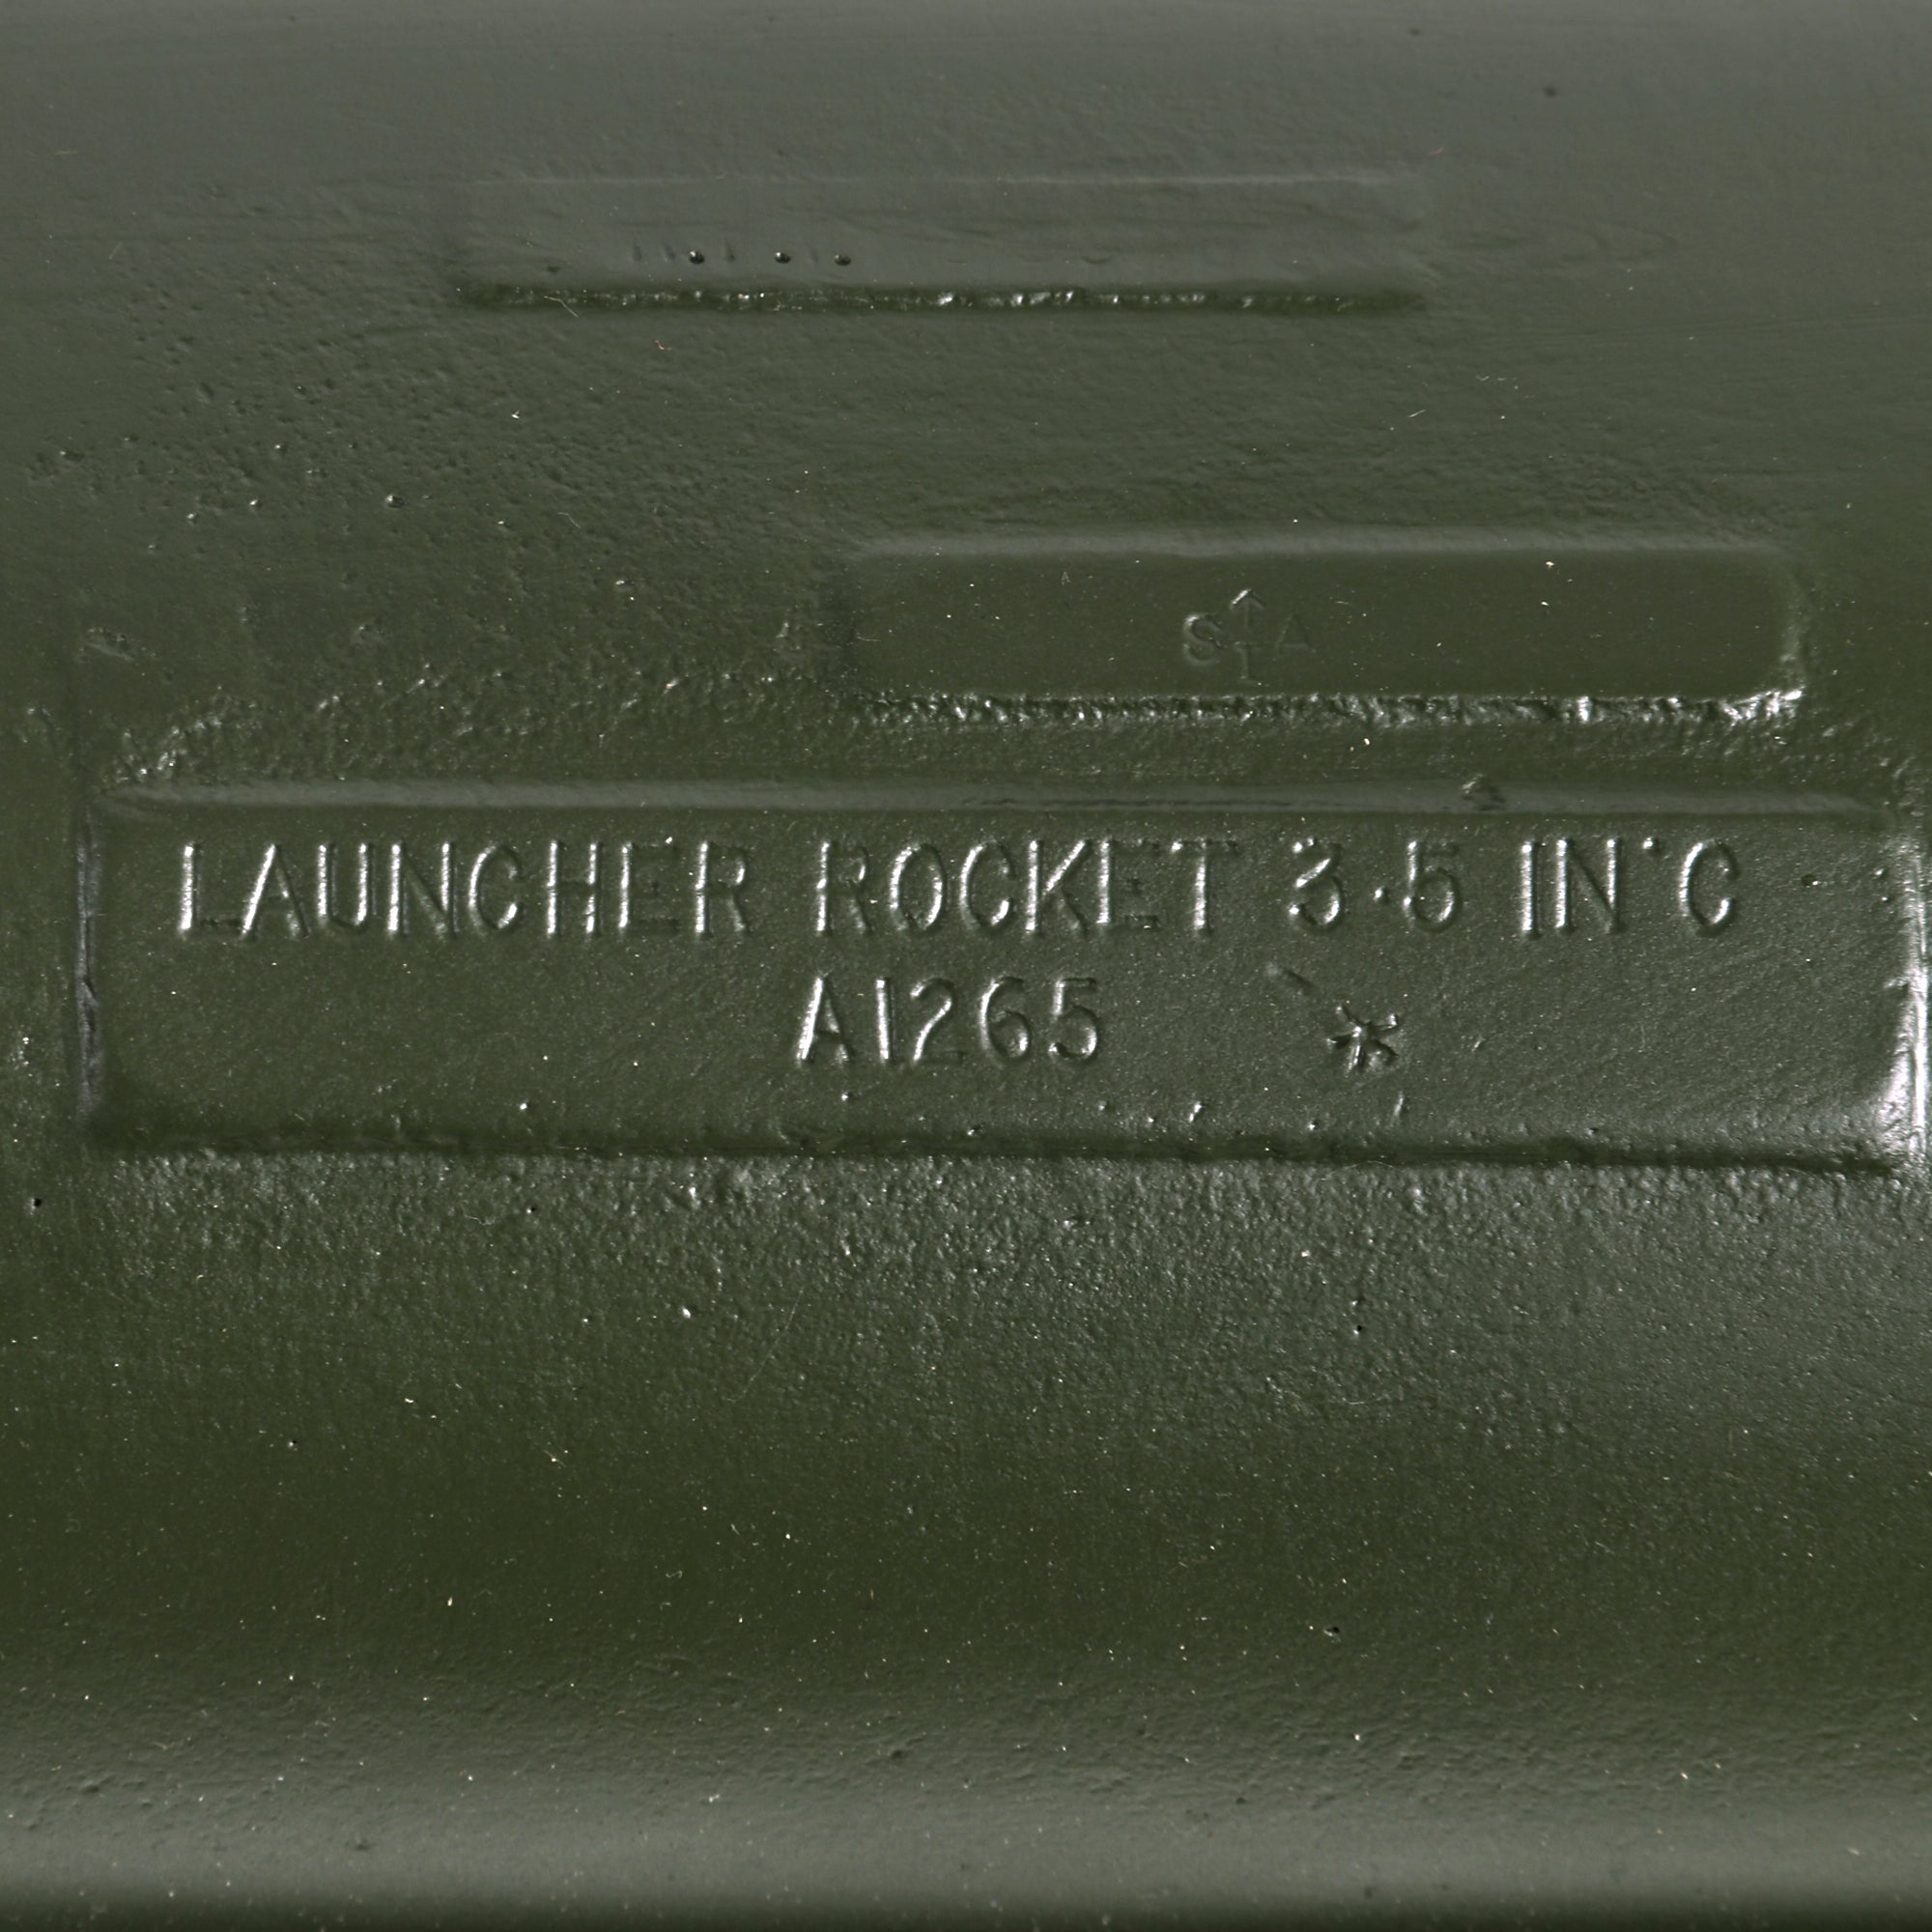 S↑A
LAUNCHER ROCKET 3·5 IN·C
A1265 *